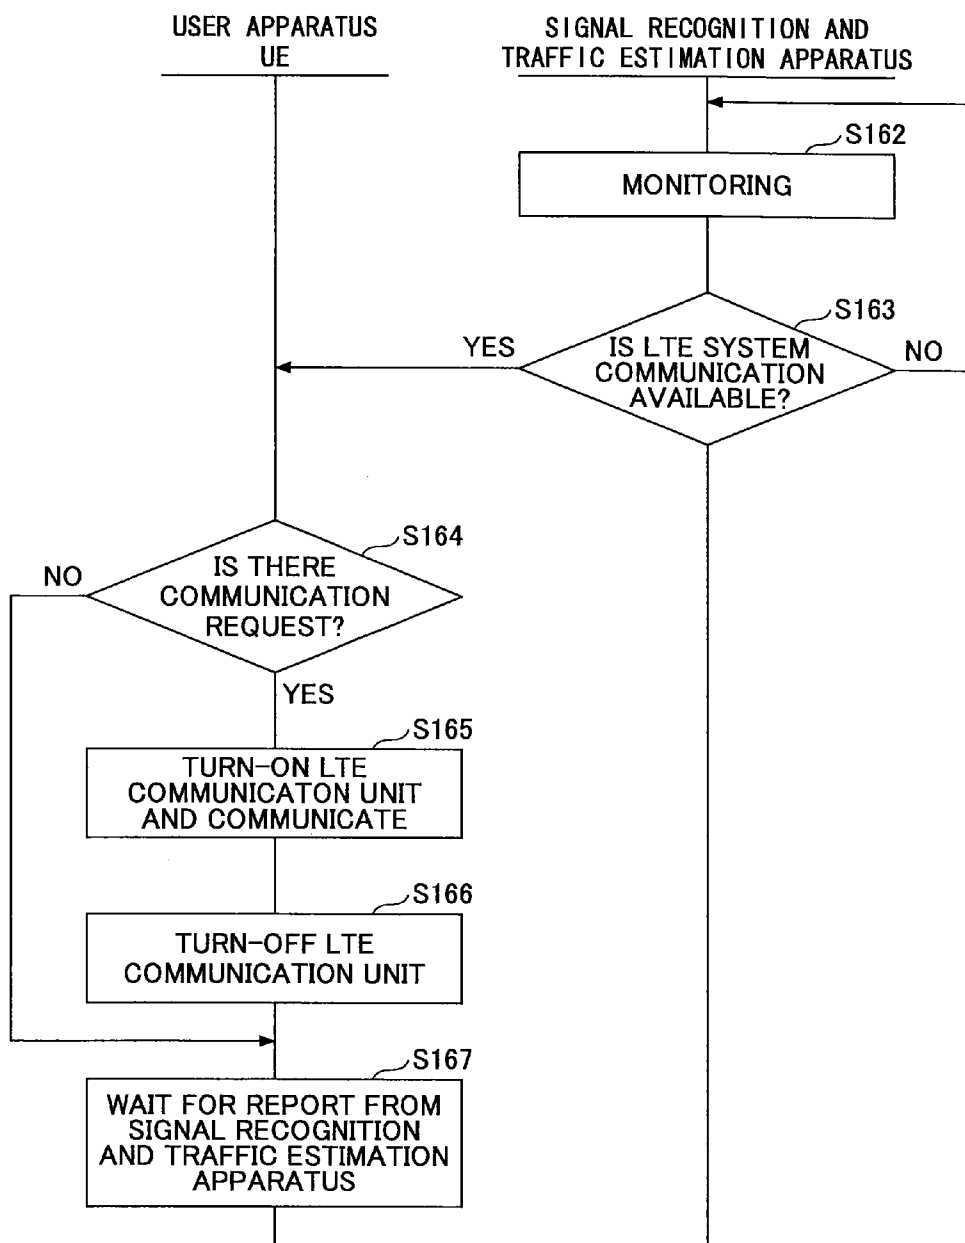 USER APPARATUS
UE
SIGNAL RECOGNITION AND
TRAFFIC ESTIMATION APPARATUS
S162
MONITORING
S163
YES
IS LTE SYSTEM
COMMUNICATION
AVAILABLE?
NO
S164
NO
IS THERE
COMMUNICATION
REQUEST?
YES
S165
TURN-ON LTE
COMMUNICATON UNIT
AND COMMUNICATE
S166
TURN-OFF LTE
COMMUNICATION UNIT
S167
WAIT FOR REPORT FROM
SIGNAL RECOGNITION
AND TRAFFIC ESTIMATION
APPARATUS